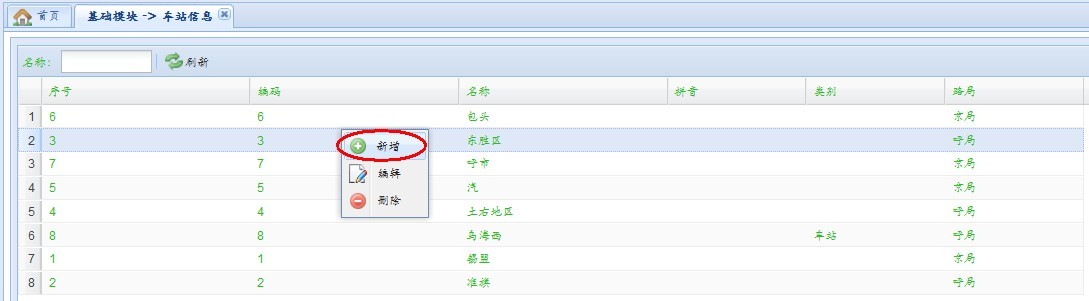 首页 基础模块 -> 车站信息
名称: 刷新
序号 编码 名称 拼音 类别 路局
1 6 6 包头 京局
2 3 3 东胜区 呼局
3 7 7 呼市 京局
4 5 5 汽 京局
5 4 4 土右地区 呼局
6 8 8 乌海西 车站 呼局
7 1 1 锡盟 京局
8 2 2 准旗 呼局
新增
编辑
删除